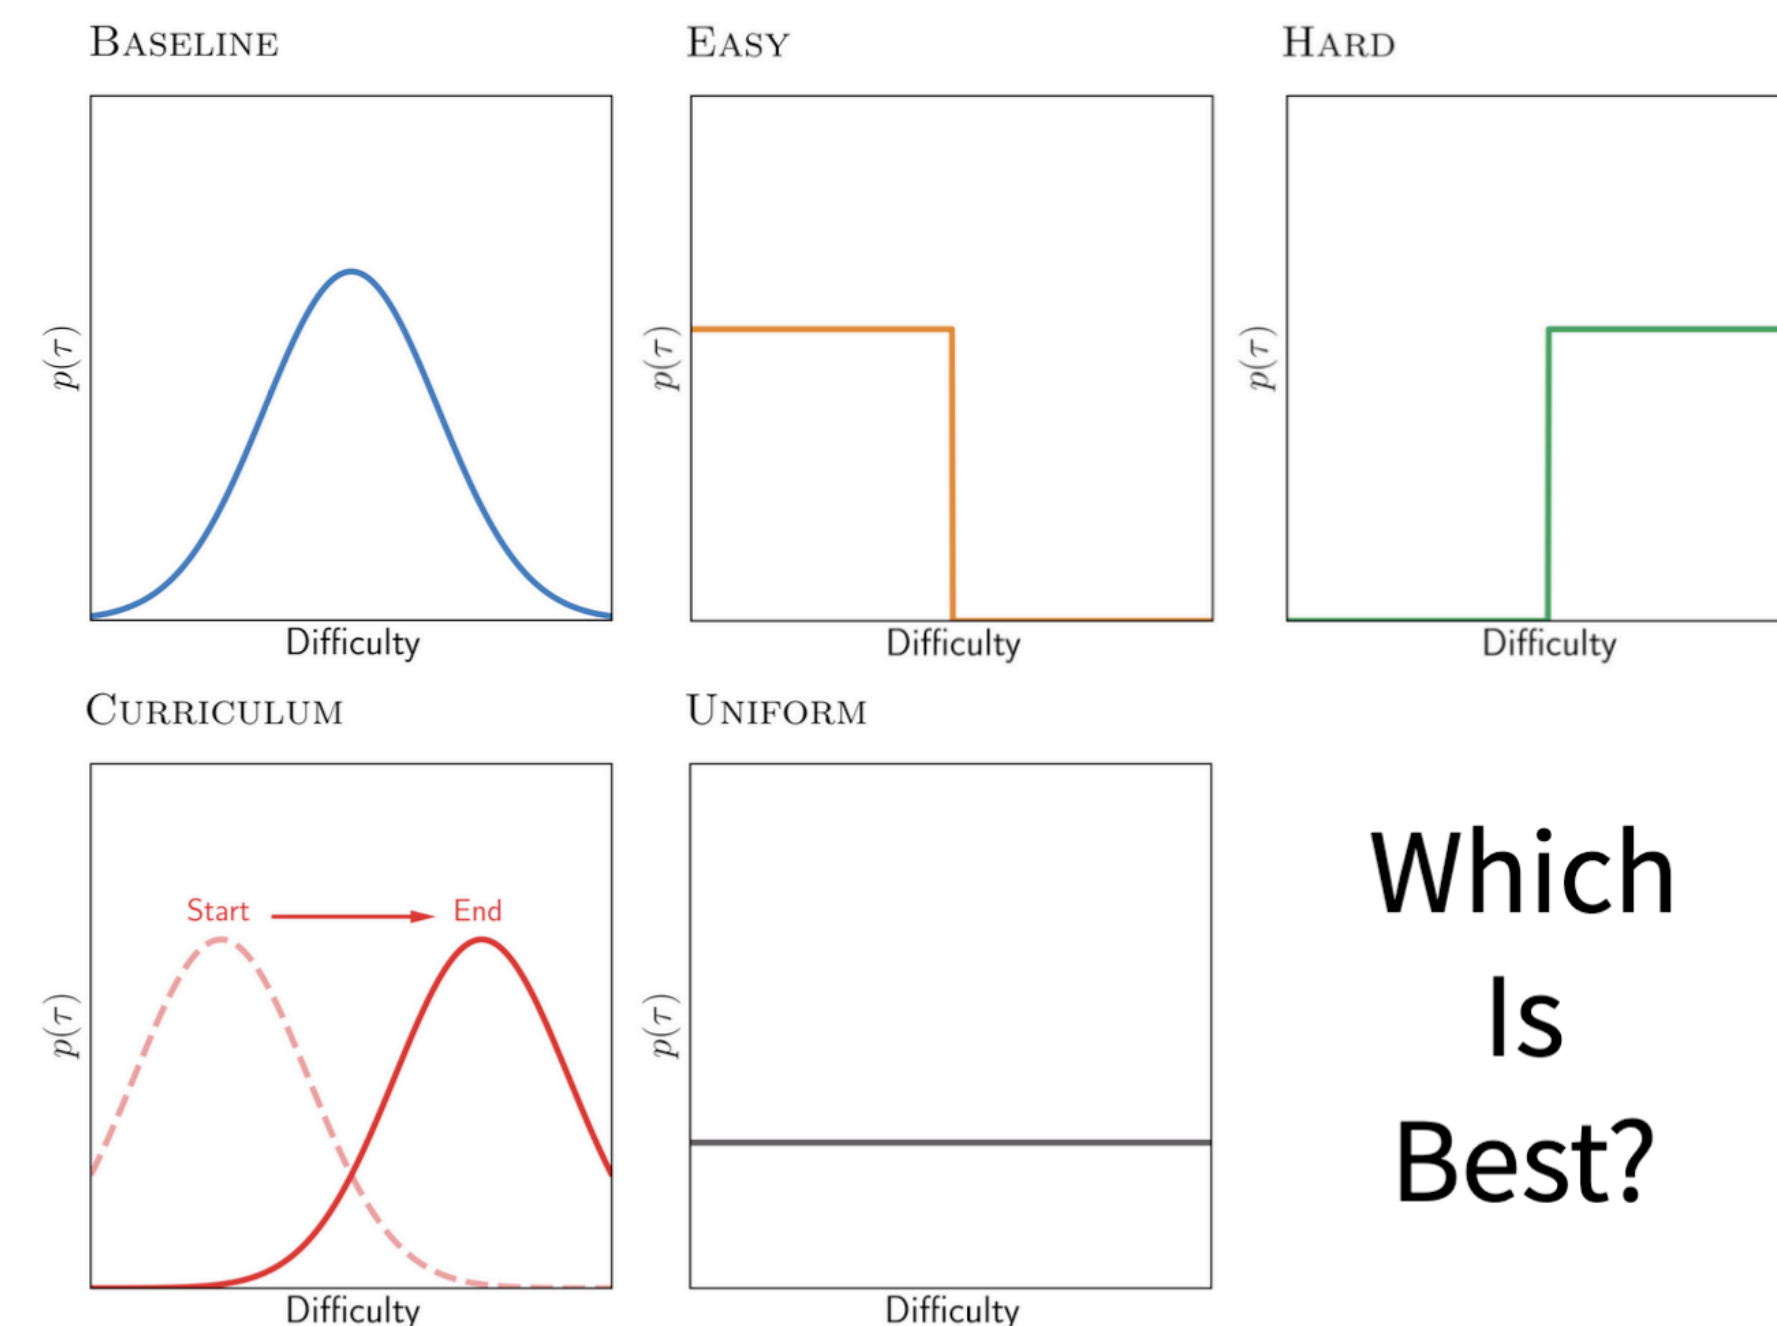 BASELINE
EASY
HARD
p(τ)
p(τ)
p(τ)
Difficulty
Difficulty
Difficulty
CURRICULUM
UNIFORM
Start
End
p(τ)
p(τ)
Difficulty
Difficulty
Which
Is
Best?